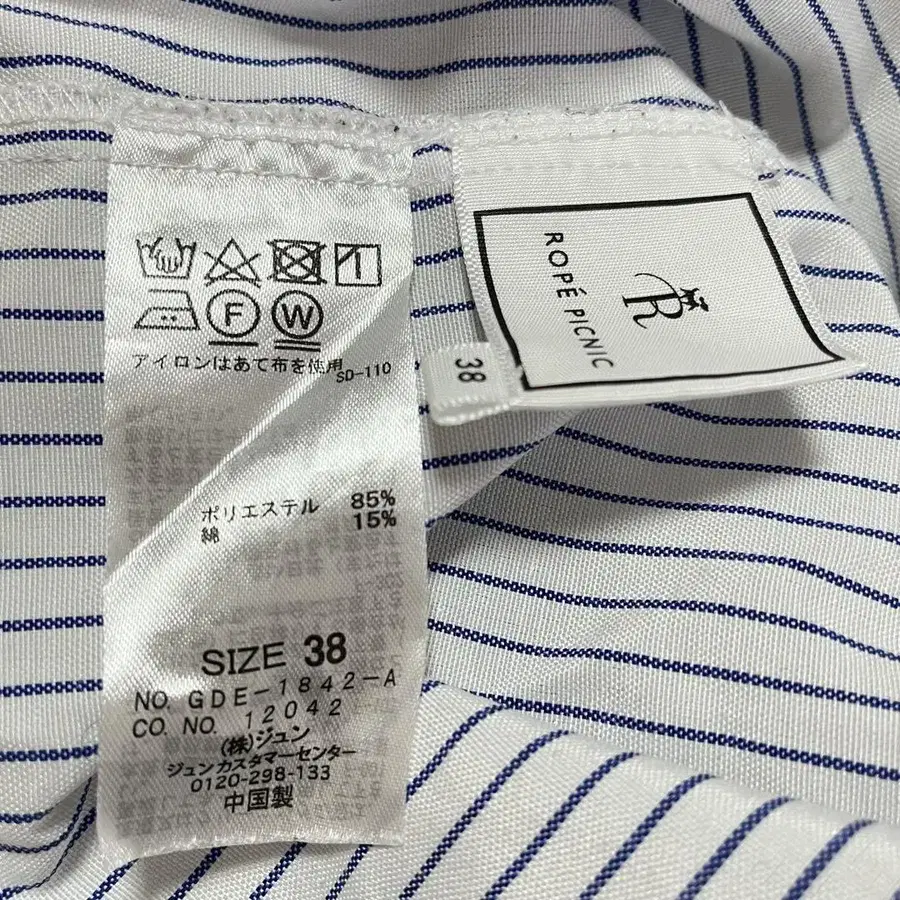 F W
アイロンはあて布を使用
SD-110
ポリエステル 85%
綿 15%
SIZE 38
NO. GDE-1842-A
CO. NO. 12042
(株)ジュン
ジュンカスタマーセンター
0120-298-133
中国製
R
ROPÉ PICNIC
38